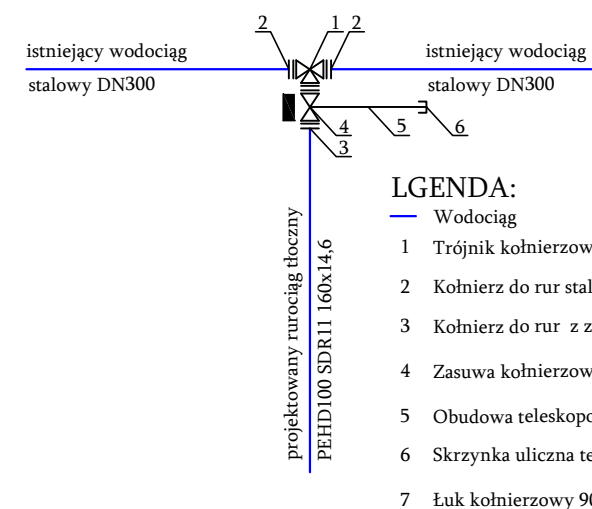 2
1
2
istniejący wodociąg
istniejący wodociąg
stalowy DN300
stalowy DN300
4
5
6
3
projektowany rurociąg tłoczny
PEHD100 SDR11 160x14,6
LGENDA:
Wodociąg
1 Trójnik kołnierzow
2 Kołnierz do rur stal
3 Kołnierz do rur z z
4 Zasuwa kołnierzow
5 Obudowa teleskopo
6 Skrzynka uliczna te
7 Łuk kołnierzowy 90